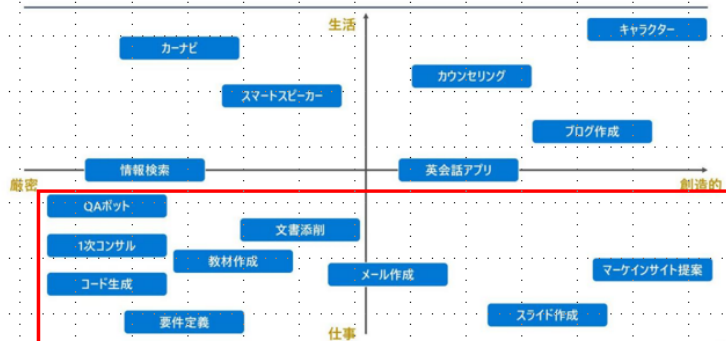 生活
キャラクター
カーナビ
カウンセリング
スマートスピーカー
ブログ作成
情報検索
英会話アプリ
厳密
創造的
QAボット
文書添削
1次コンサル
教材作成
メール作成
マーケインサイト提案
コード生成
スライド作成
要件定義
仕事